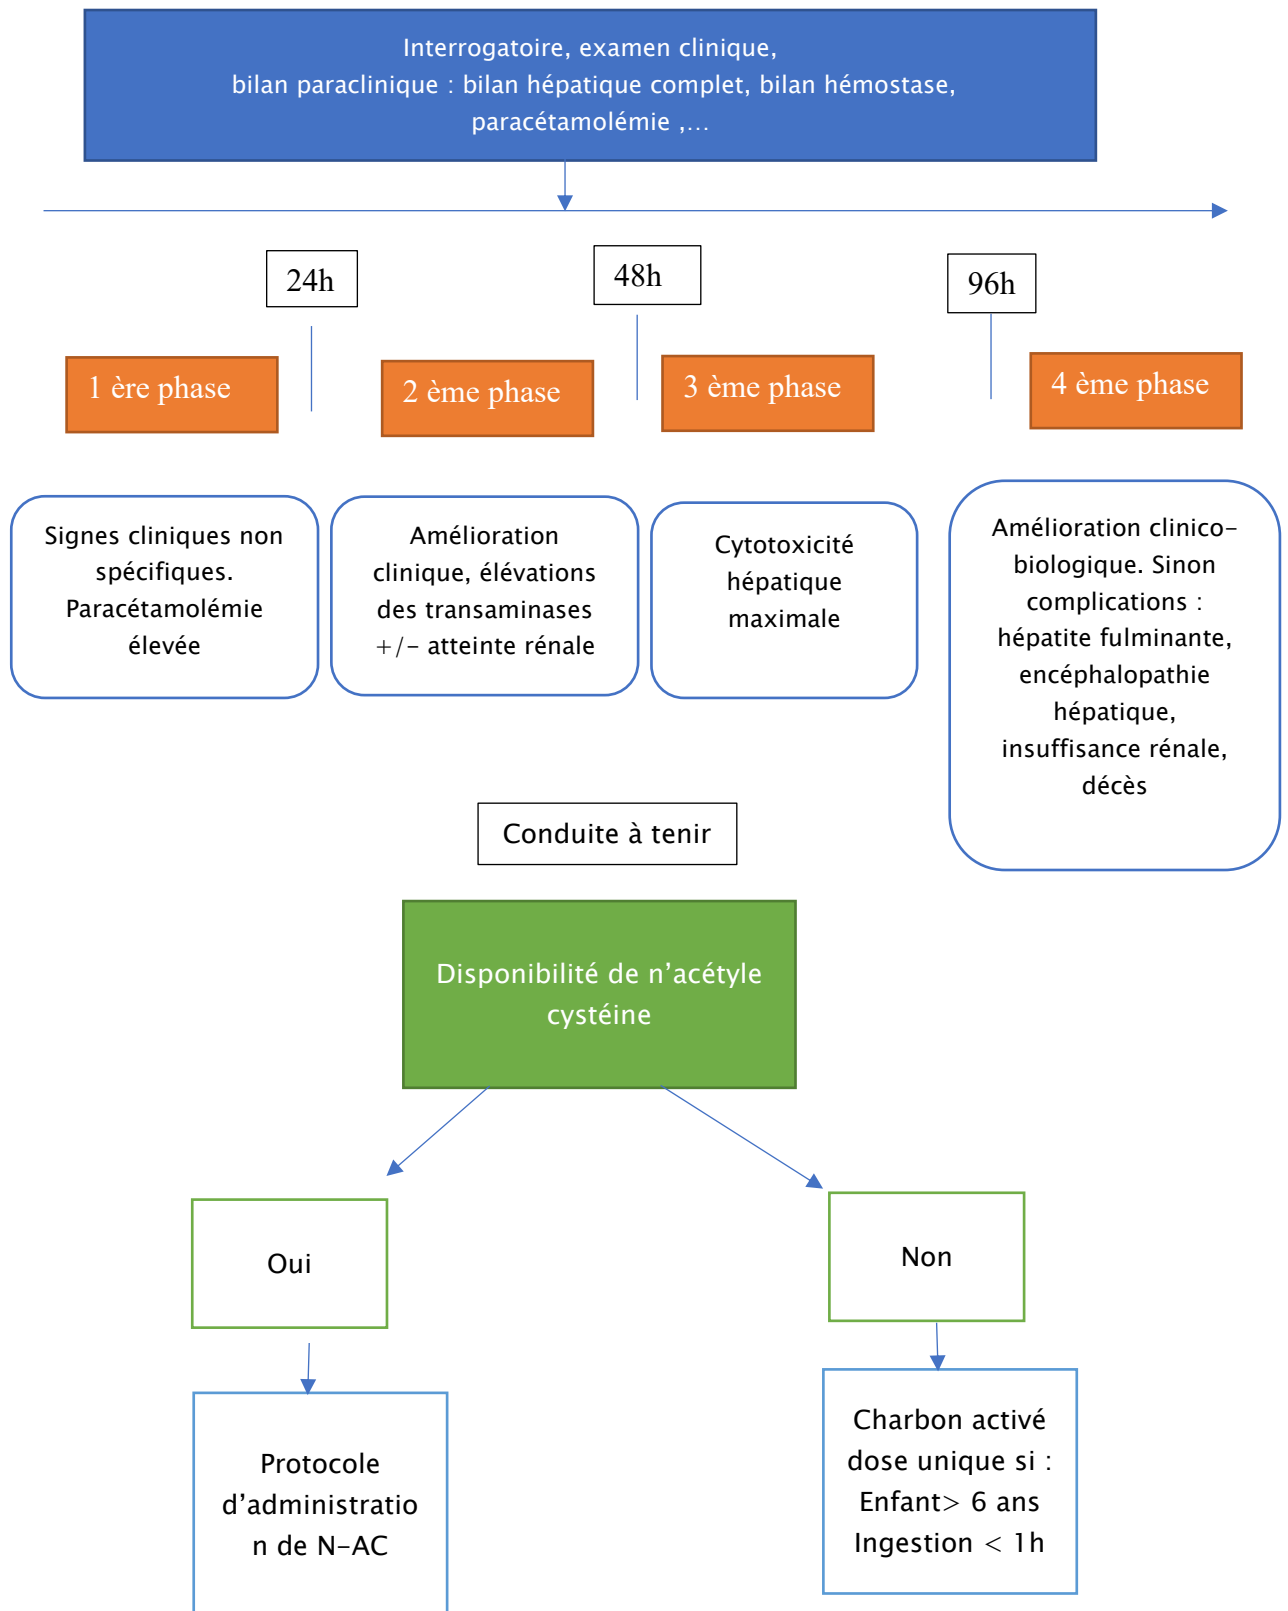 Interrogatoire, examen clinique,
bilan paraclinique : bilan hépatique complet, bilan hémostase,
paracétamolémie ,…
24h
48h
96h
1 ère phase
2 ème phase
3 ème phase
4 ème phase
Signes cliniques non
spécifiques.
Paracétamolémie
élevée
Amélioration
clinique, élévations
des transaminases
+/- atteinte rénale
Cytotoxicité
hépatique
maximale
Amélioration clinico-
biologique. Sinon
complications :
hépatite fulminante,
encéphalopathie
hépatique,
insuffisance rénale,
décès
Conduite à tenir
Disponibilité de n’acétyle
cystéine
Oui
Non
Protocole
d’administratio
n de N-AC
Charbon activé
dose unique si :
Enfant> 6 ans
Ingestion < 1h